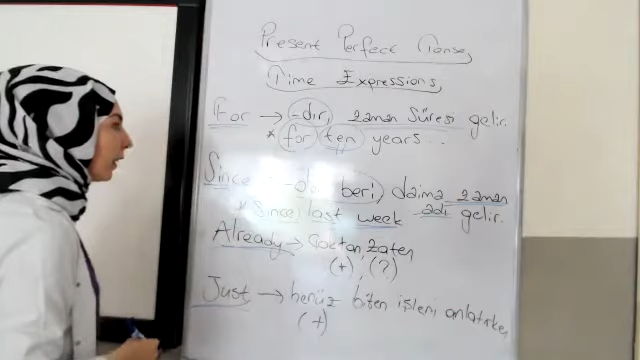 Present Perfect Tense
Time Expressions
For → -dır, zaman süresi gelir.
* for ten years...
Since -den beri, daima zaman
* Since last week adı gelir.
Already → Çoktan, zaten
(+), (?)
Just → henüz biten işleri anlatırken
(+)